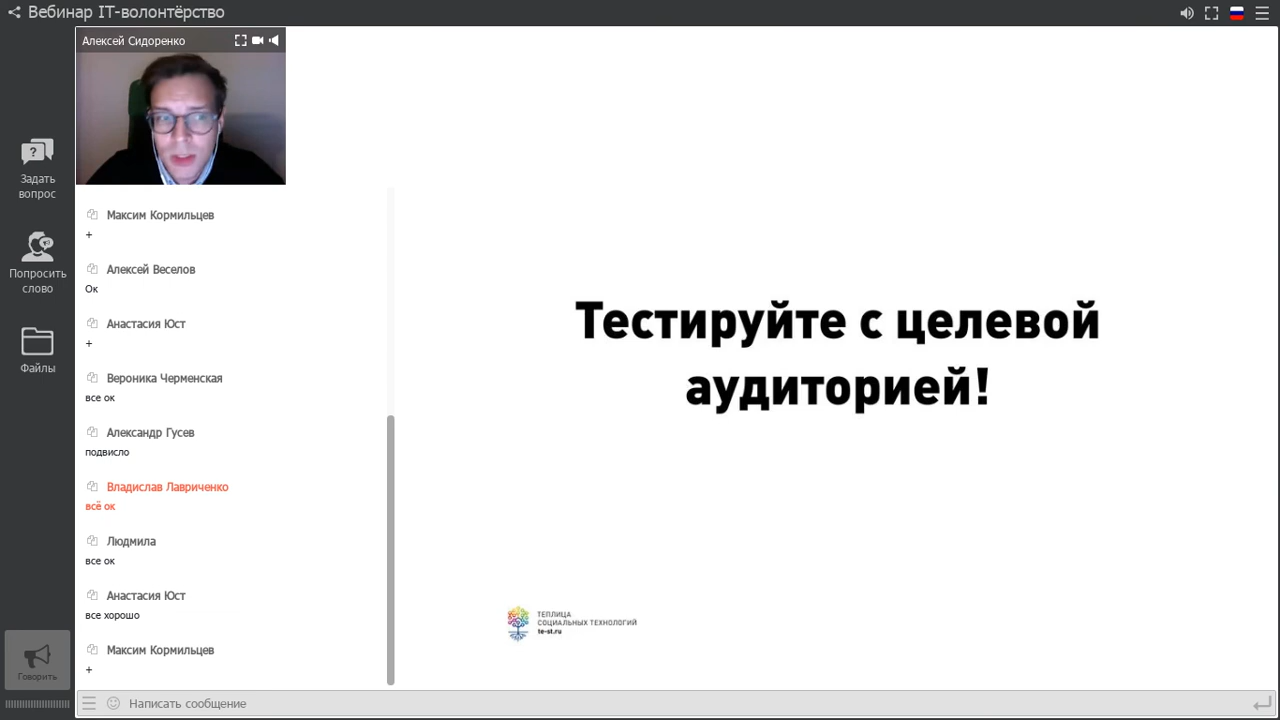 Вебинар IT-волонтёрство
Алексей Сидоренко
Задать
вопрос
Попросить
слово
Файлы
Говорить
Максим Кормильцев
+
Алексей Веселов
Ок
Анастасия Юст
+
Вероника Черменская
все ок
Александр Гусев
подвисло
Владислав Лавриченко
всё ок
Людмила
все ок
Анастасия Юст
все хорошо
Максим Кормильцев
+
Написать сообщение
Тестируйте с целевой
аудиторией!
ТЕПЛИЦА
СОЦИАЛЬНЫХ ТЕХНОЛОГИЙ
te-st.ru